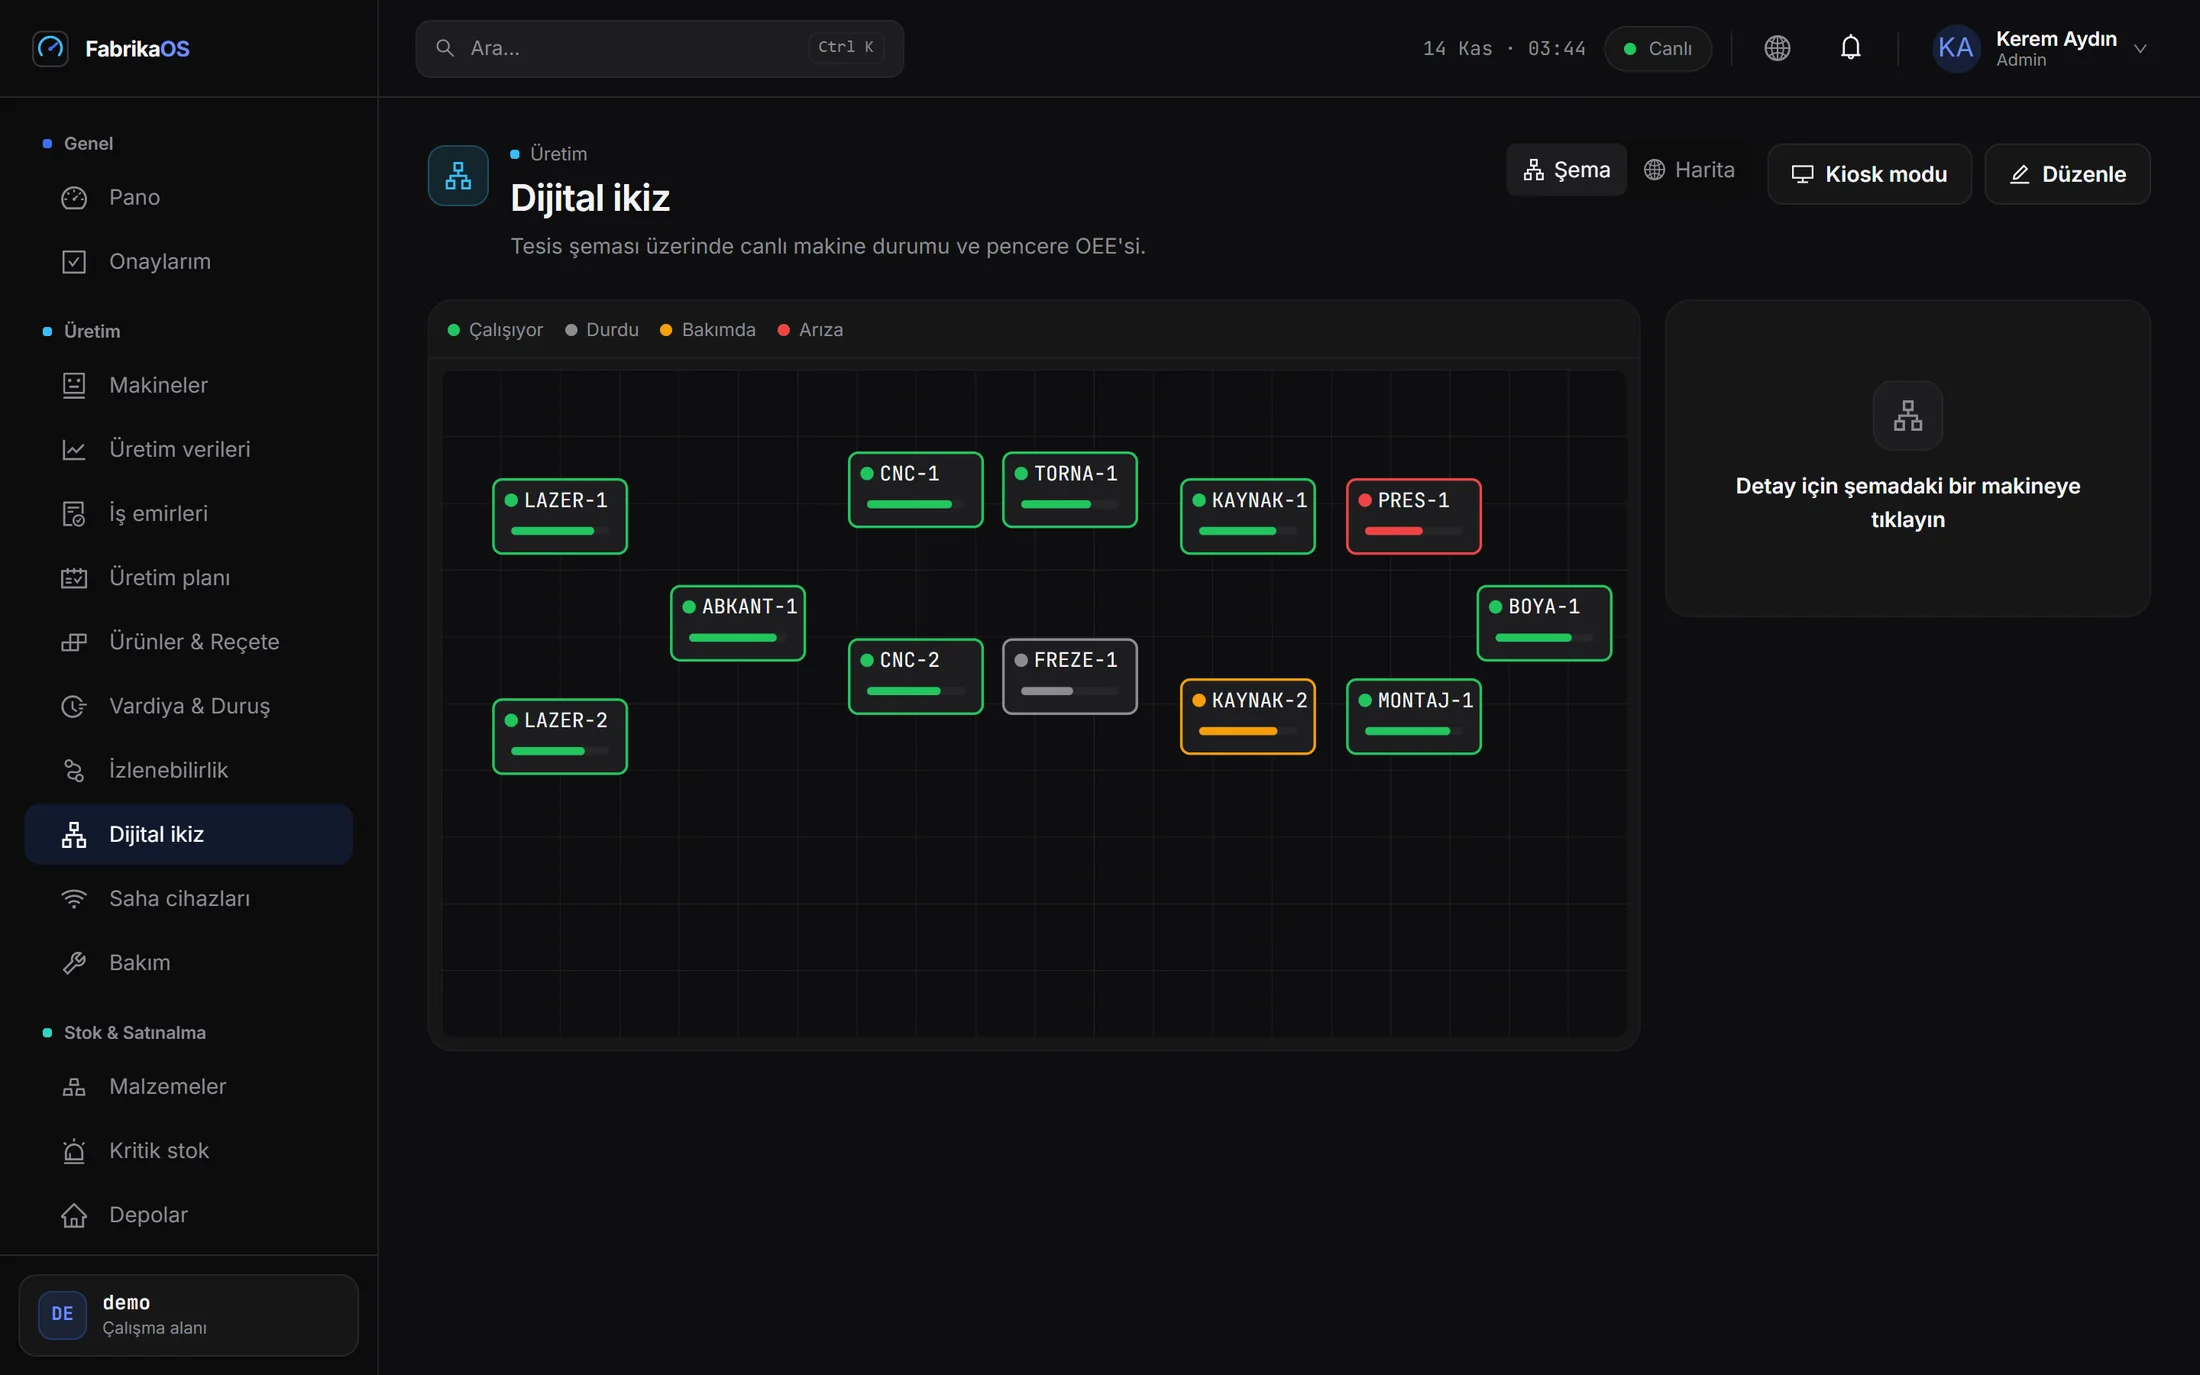 FabrikaOS
Ara...
Ctrl K
14 Kas · 03:44
Canlı
KA
Kerem Aydın
Admin
Genel
Pano
Onaylarım
Üretim
Makineler
Üretim verileri
İş emirleri
Üretim planı
Ürünler & Reçete
Vardiya & Duruş
İzlenebilirlik
Dijital ikiz
Saha cihazları
Bakım
Stok & Satınalma
Malzemeler
Kritik stok
Depolar
DE
demo
Çalışma alanı
Üretim
Dijital ikiz
Tesis şeması üzerinde canlı makine durumu ve pencere OEE'si.
Şema
Harita
Kiosk modu
Düzenle
Çalışıyor
Durdu
Bakımda
Arıza
CNC-1
TORNA-1
LAZER-1
KAYNAK-1
PRES-1
ABKANT-1
BOYA-1
CNC-2
FREZE-1
KAYNAK-2
MONTAJ-1
LAZER-2
Detay için şemadaki bir makineye
tıklayın